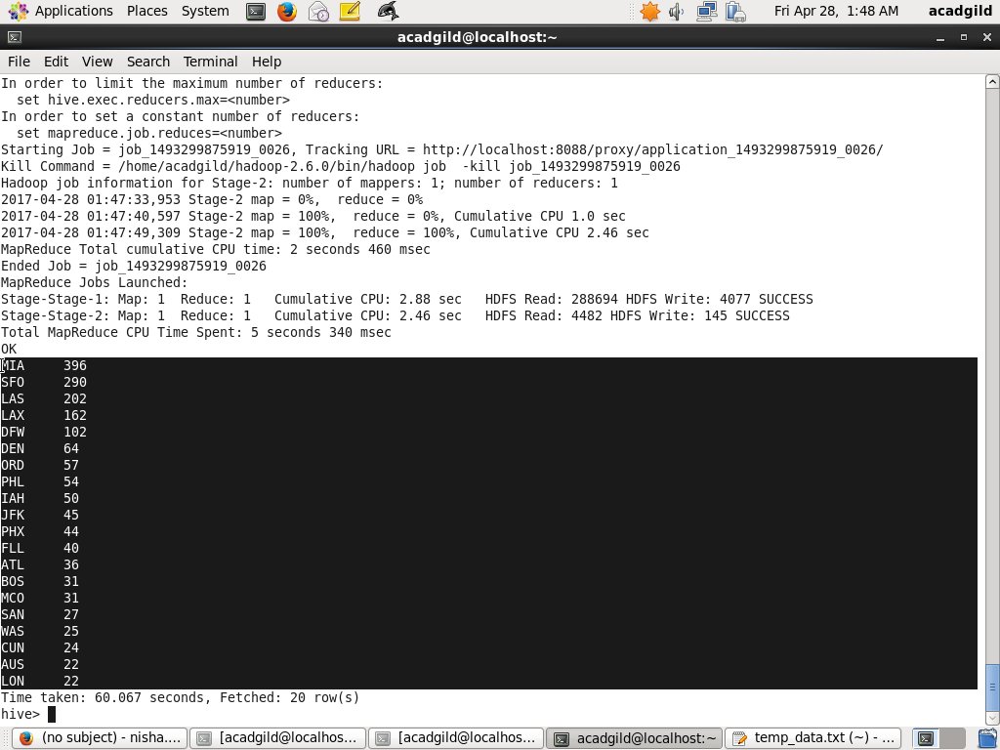 Applications Places System Fri Apr 28, 1:48 AM acadgild
acadgild@localhost:~
File Edit View Search Terminal Help
In order to limit the maximum number of reducers:
  set hive.exec.reducers.max=<number>
In order to set a constant number of reducers:
  set mapreduce.job.reduces=<number>
Starting Job = job_1493299875919_0026, Tracking URL = http://localhost:8088/proxy/application_1493299875919_0026/
Kill Command = /home/acadgild/hadoop-2.6.0/bin/hadoop job  -kill job_1493299875919_0026
Hadoop job information for Stage-2: number of mappers: 1; number of reducers: 1
2017-04-28 01:47:33,953 Stage-2 map = 0%,  reduce = 0%
2017-04-28 01:47:40,597 Stage-2 map = 100%,  reduce = 0%, Cumulative CPU 1.0 sec
2017-04-28 01:47:49,309 Stage-2 map = 100%,  reduce = 100%, Cumulative CPU 2.46 sec
MapReduce Total cumulative CPU time: 2 seconds 460 msec
Ended Job = job_1493299875919_0026
MapReduce Jobs Launched:
Stage-Stage-1: Map: 1  Reduce: 1   Cumulative CPU: 2.88 sec   HDFS Read: 288694 HDFS Write: 4077 SUCCESS
Stage-Stage-2: Map: 1  Reduce: 1   Cumulative CPU: 2.46 sec   HDFS Read: 4482 HDFS Write: 145 SUCCESS
Total MapReduce CPU Time Spent: 5 seconds 340 msec
OK
MIA     396
SFO     290
LAS     202
LAX     162
DFW     102
DEN     64
ORD     57
PHL     54
IAH     50
JFK     45
PHX     44
FLL     40
ATL     36
BOS     31
MCO     31
SAN     27
WAS     25
CUN     24
AUS     22
LON     22
Time taken: 60.067 seconds, Fetched: 20 row(s)
hive>
(no subject) - nisha.... [acadgild@localhos... [acadgild@localhos... acadgild@localhost:~ temp_data.txt (~) - ...